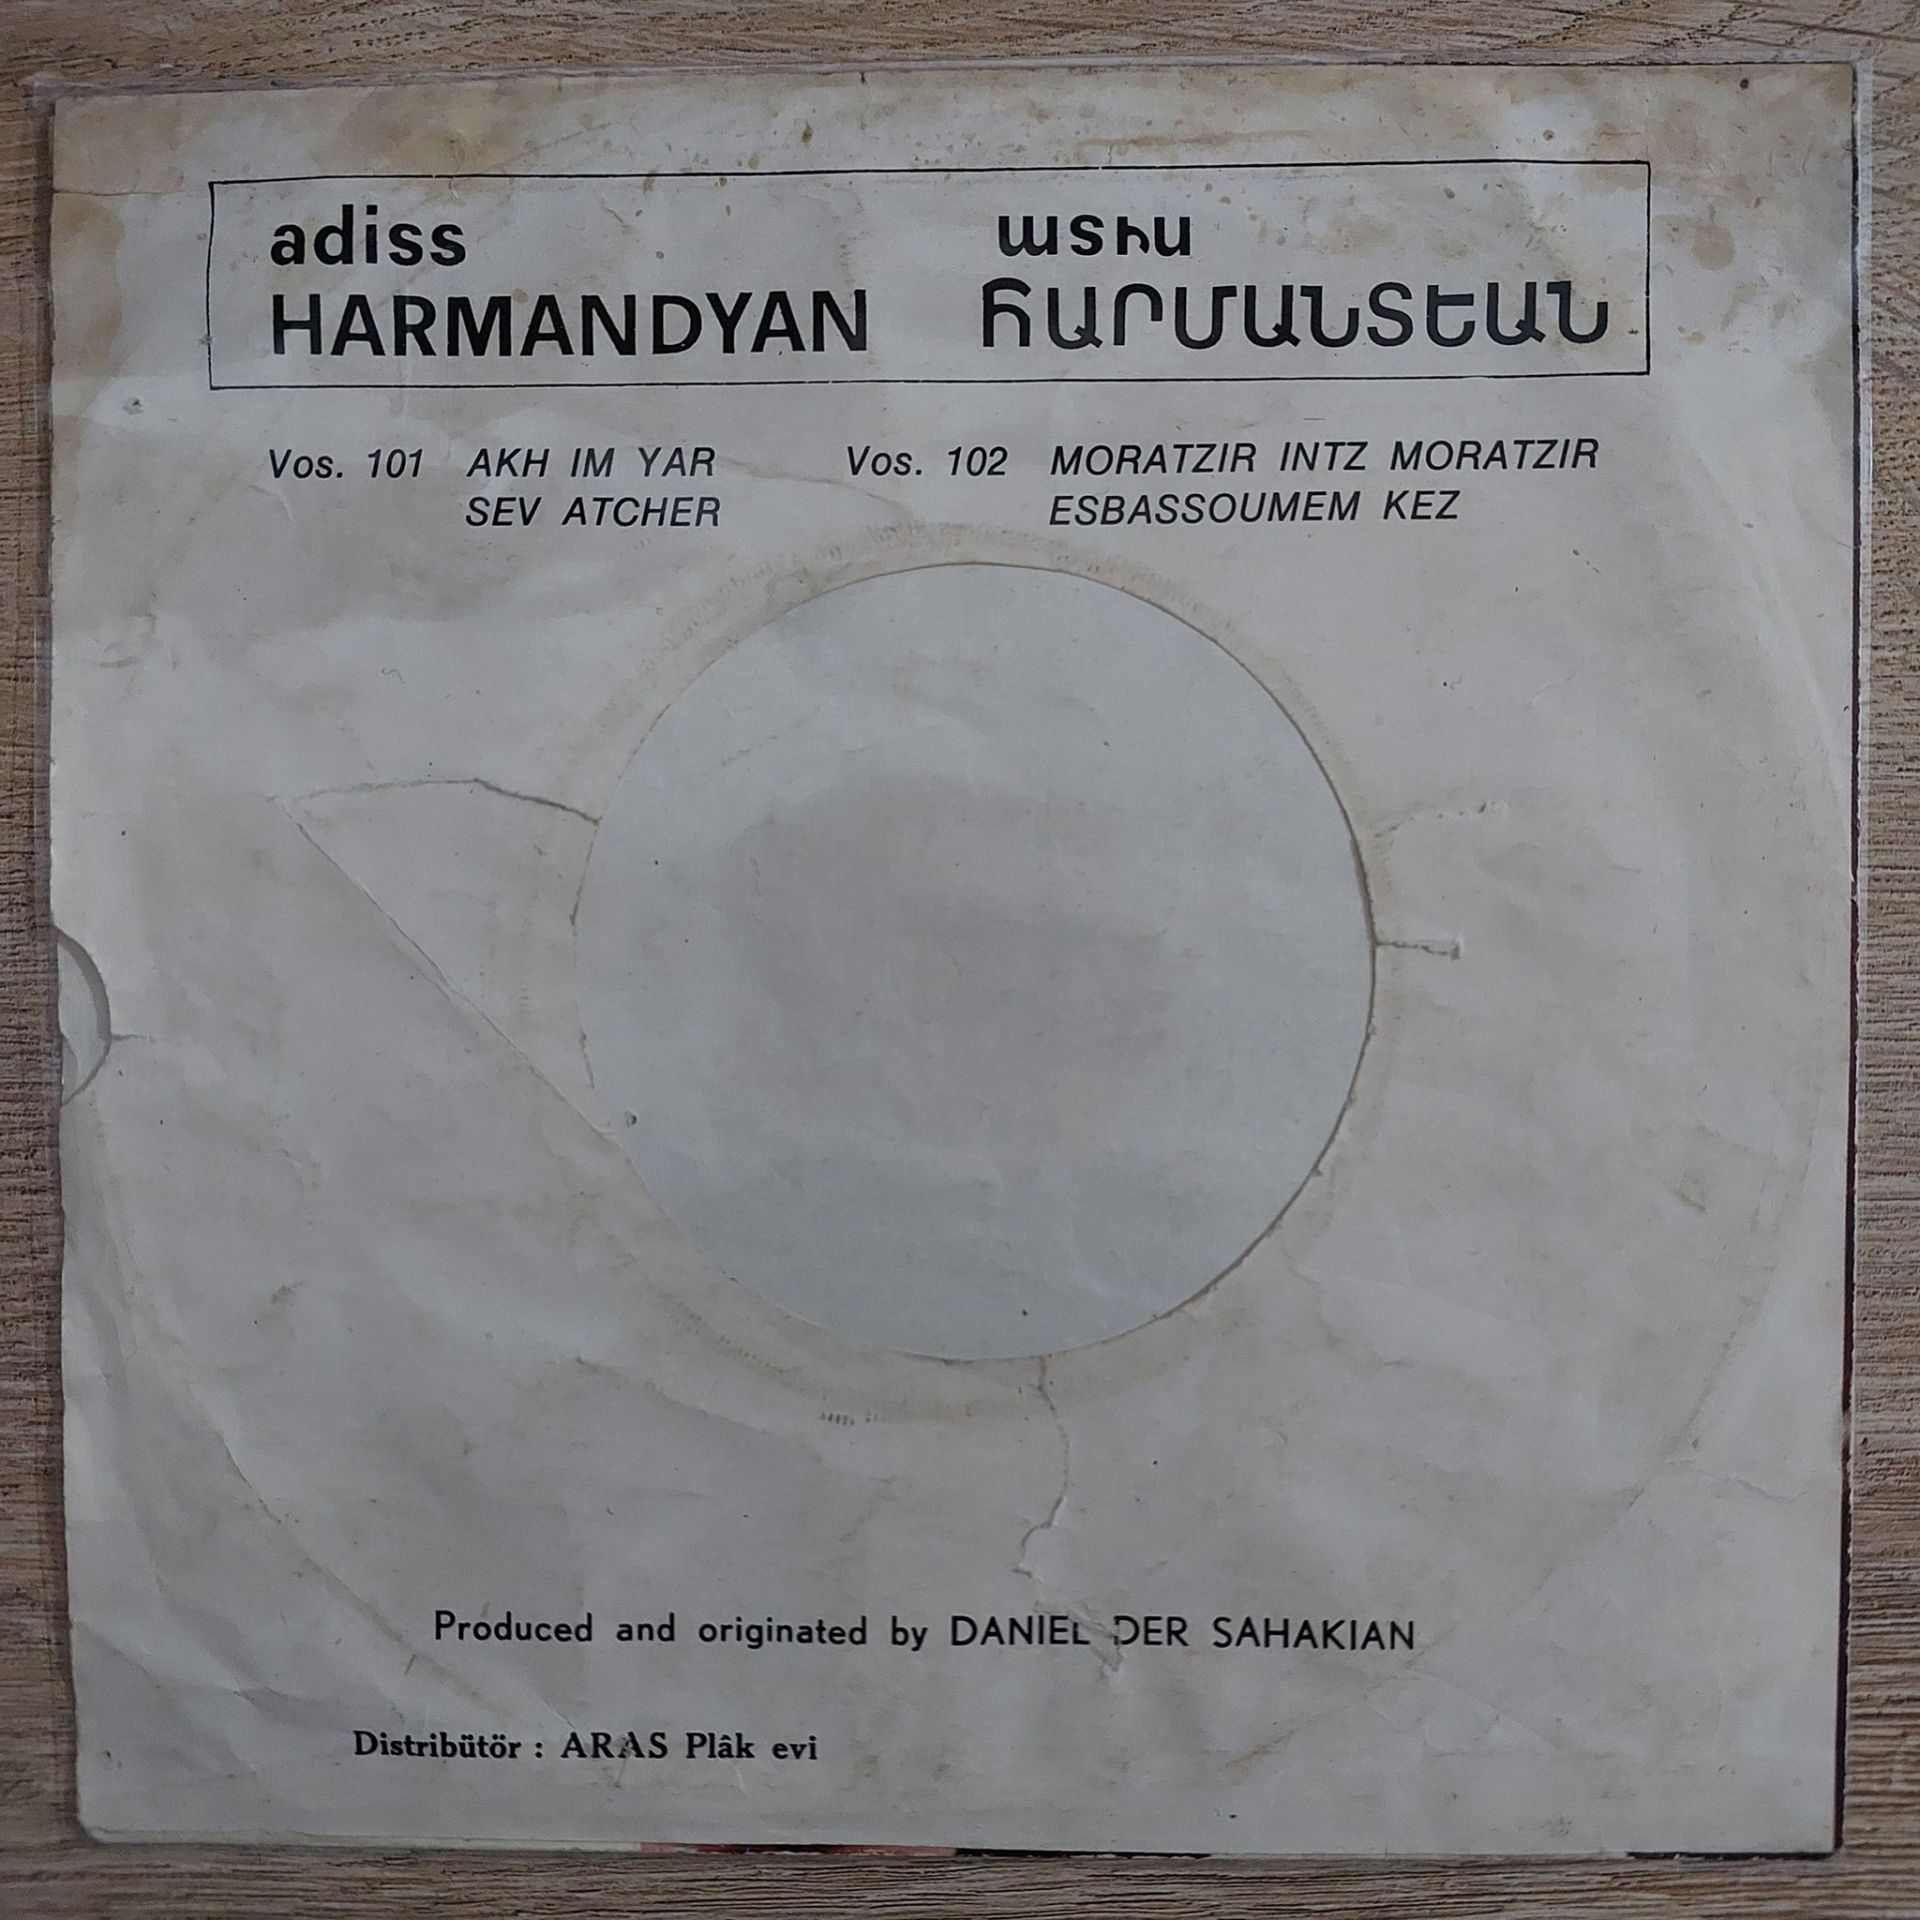 adiss
HARMANDYAN
ատիս
ՀԱՐՄԱՆՏԵԱՆ
Vos. 101 AKH IM YAR
SEV ATCHER
Vos. 102 MORATZIR INTZ MORATZIR
ESBASSOUMEM KEZ
Produced and originated by DANIEL DER SAHAKIAN
Distribütör : ARAS Plâk evi